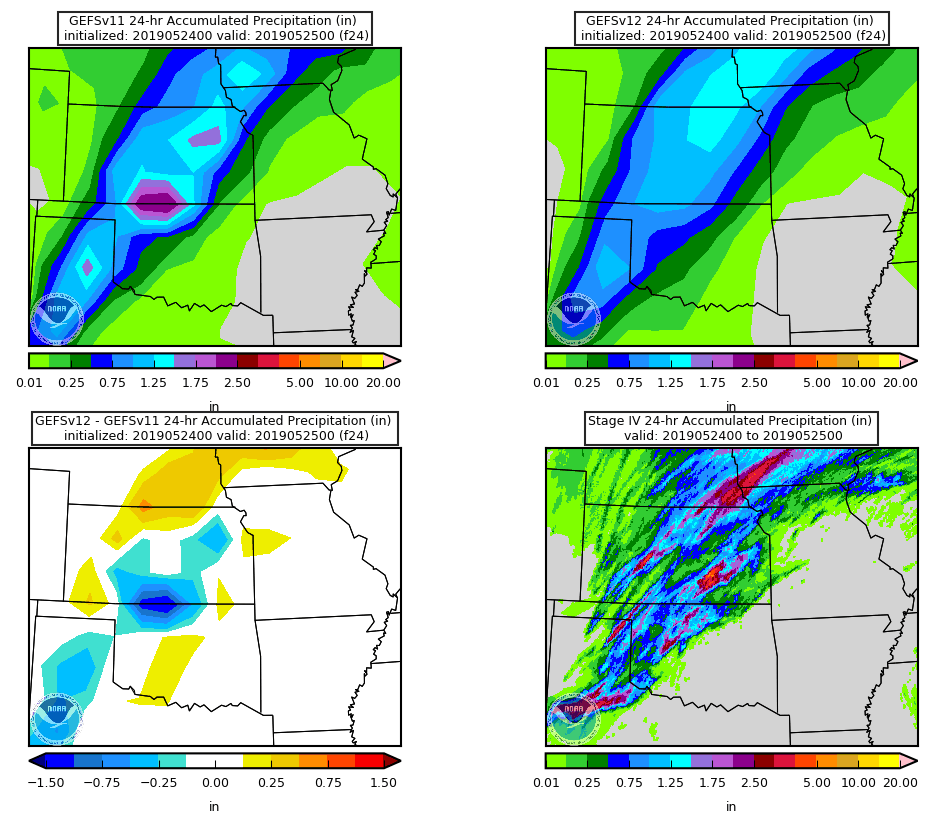 GEFSv11 24-hr Accumulated Precipitation (in)
initialized: 2019052400 valid: 2019052500 (f24)
GEFSv12 24-hr Accumulated Precipitation (in)
initialized: 2019052400 valid: 2019052500 (f24)
NOAA
NOAA
0.01 0.25 0.75 1.25 1.75 2.50 5.00 10.00 20.00
in
0.01 0.25 0.75 1.25 1.75 2.50 5.00 10.00 20.00
in
GEFSv12 - GEFSv11 24-hr Accumulated Precipitation (in)
initialized: 2019052400 valid: 2019052500 (f24)
Stage IV 24-hr Accumulated Precipitation (in)
valid: 2019052400 to 2019052500
NOAA
NOAA
−1.50 −0.75 −0.25 0.00 0.25 0.75 1.50
in
0.01 0.25 0.75 1.25 1.75 2.50 5.00 10.00 20.00
in